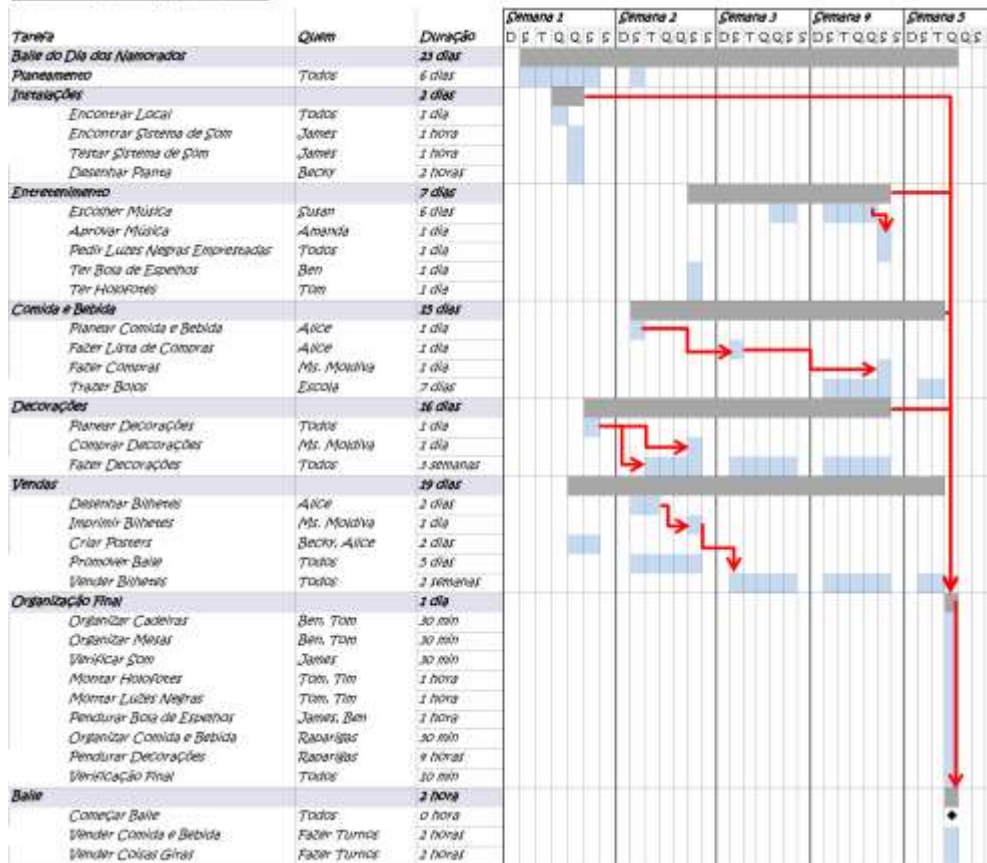 Semana 1 Semana 2 Semana 3 Semana 4 Semana 5
Tarefa Quem Duração D S T Q Q S S D S T Q Q S S D S T Q Q S S D S T Q Q S S D S T Q Q S
Baile do Dia dos Namorados 23 dias
Planeamento Todos 6 dias
Instalações 2 dias
Encontrar Local Todos 1 dia
Encontrar Sistema de Som James 1 hora
Testar Sistema de Som James 1 hora
Desenhar Planta Becky 2 horas
Entretenimento 7 dias
Escolher Música Susan 6 dias
Aprovar Música Amanda 1 dia
Pedir Luzes Negras Emprestadas Todos 1 dia
Ter Bola de Espelhos Ben 1 dia
Ter Holofotes Tom 1 dia
Comida e Bebida 15 dias
Planear Comida e Bebida Alice 1 dia
Fazer Lista de Compras Alice 1 dia
Fazer Compras Ms. Moldiva 1 dia
Trazer Bolos Escola 7 dias
Decorações 16 dias
Planear Decorações Todos 1 dia
Comprar Decorações Ms. Moldiva 1 dia
Fazer Decorações Todos 3 semanas
Vendas 19 dias
Desenhar Bilhetes Alice 2 dias
Imprimir Bilhetes Ms. Moldiva 1 dia
Criar Posters Becky, Alice 2 dias
Promover Baile Todos 5 dias
Vender Bilhetes Todos 2 semanas
Organização Final 1 dia
Organizar Cadeiras Ben, Tom 30 min
Organizar Mesas Ben, Tom 30 min
Verificar Som James 30 min
Montar Holofotes Tom, Tim 1 hora
Montar Luzes Negras Tom, Tim 1 hora
Pendurar Bola de Espelhos James, Ben 1 hora
Organizar Comida e Bebida Raparigas 30 min
Pendurar Decorações Raparigas 4 horas
Verificação Final Todos 10 min
Baile 2 hora
Começar Baile Todos 0 hora
Vender Comida e Bebida Fazer Turnos 2 horas
Vender Coisas Giras Fazer Turnos 2 horas